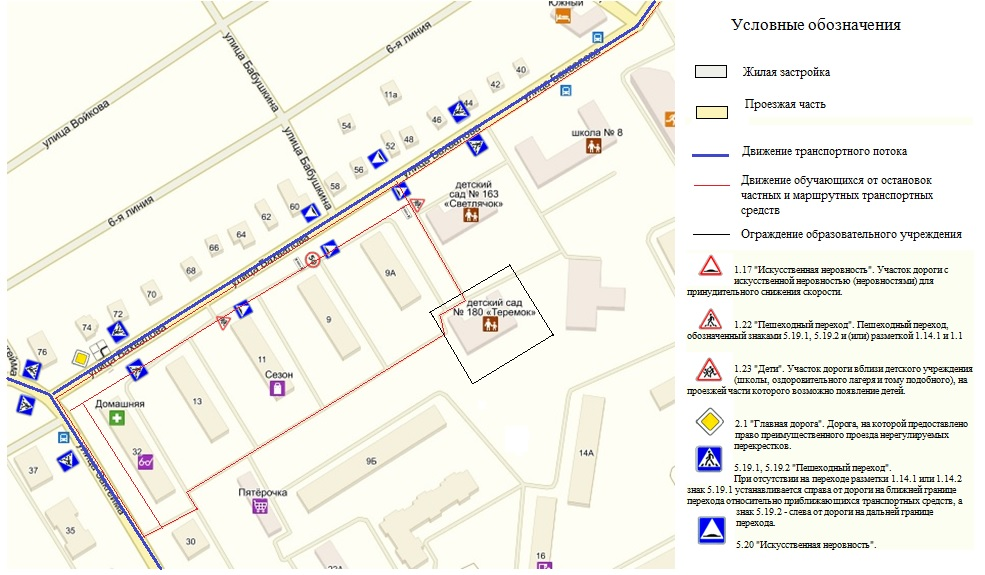 Южный
6-я линия
улица Бабушкина
улица Войкова
улица Бахвалова
40
42
44
11а
46
48
54
52
56
школа № 8
улица Бахвалова
улица Бабушкина
58
детский
сад № 163
«Светлячок»
6-я линия
60
62
64
66
68
улица Бахвалова
9А
70
детский сад
№ 180 «Теремок»
72
74
9
76
улица Бахвалова
11
Сезон
13
Домашняя
32
37
9Б
14А
Пятёрочка
35
30
16
Условные обозначения
Жилая застройка
Проезжая часть
Движение транспортного потока
Движение обучающихся от остановок
частных и маршрутных транспортных
средств
Ограждение образовательного учреждения
1.17 "Искусственная неровность". Участок дороги с
искусственной неровностью (неровностями) для
принудительного снижения скорости.
1.22 "Пешеходный переход". Пешеходный переход,
обозначенный знаками 5.19.1, 5.19.2 и (или) разметкой 1.14.1 и 1.1
1.23 "Дети". Участок дороги вблизи детского учреждения
(школы, оздоровительного лагеря и тому подобного), на
проезжей части которого возможно появление детей.
2.1 "Главная дорога". Дорога, на которой предоставлено
право преимущественного проезда нерегулируемых
перекрестков.
5.19.1, 5.19.2 "Пешеходный переход".
При отсутствии на переходе разметки 1.14.1 или 1.14.2
знак 5.19.1 устанавливается справа от дороги на ближней границе
перехода относительно приближающихся транспортных средств, а
знак 5.19.2 - слева от дороги на дальней границе
перехода.
5.20 "Искусственная неровность".